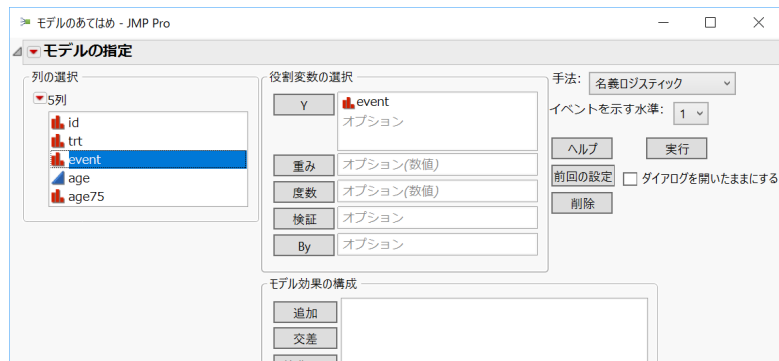 モデルのあてはめ - JMP Pro
モデルの指定
列の選択
5列
id
trt
event
age
age75
役割変数の選択
Y
event
オプション
重み
オプション(数値)
度数
オプション(数値)
検証
オプション
By
オプション
モデル効果の構成
追加
交差
手法: 名義ロジスティック
イベントを示す水準: 1
ヘルプ
実行
前回の設定
ダイアログを開いたままにする
削除